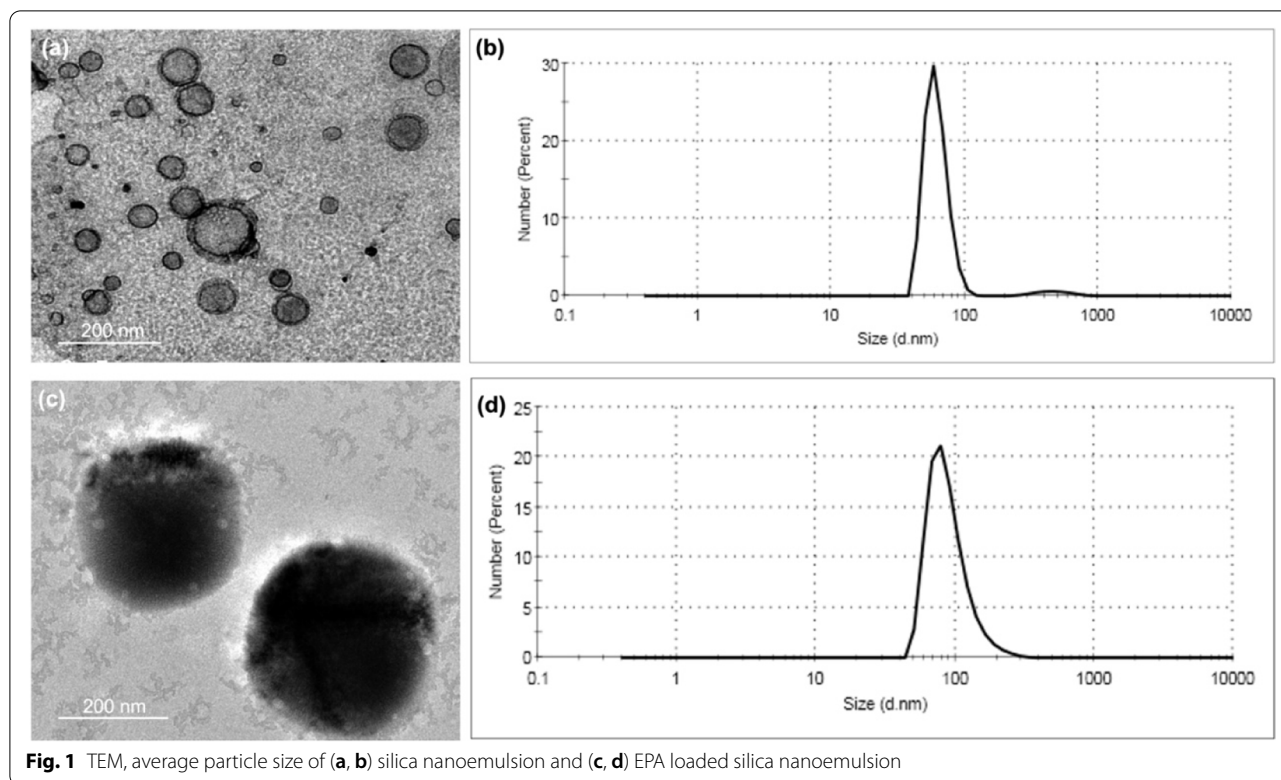 (a)
200 nm
(b)
Number (Percent)
30
20
10
0
0.1 1 10 100 1000 10000
Size (d.nm)
(c)
200 nm
(d)
Number (Percent)
25
20
15
10
5
0
0.1 1 10 100 1000 10000
Size (d.nm)
Fig. 1 TEM, average particle size of (a, b) silica nanoemulsion and (c, d) EPA loaded silica nanoemulsion